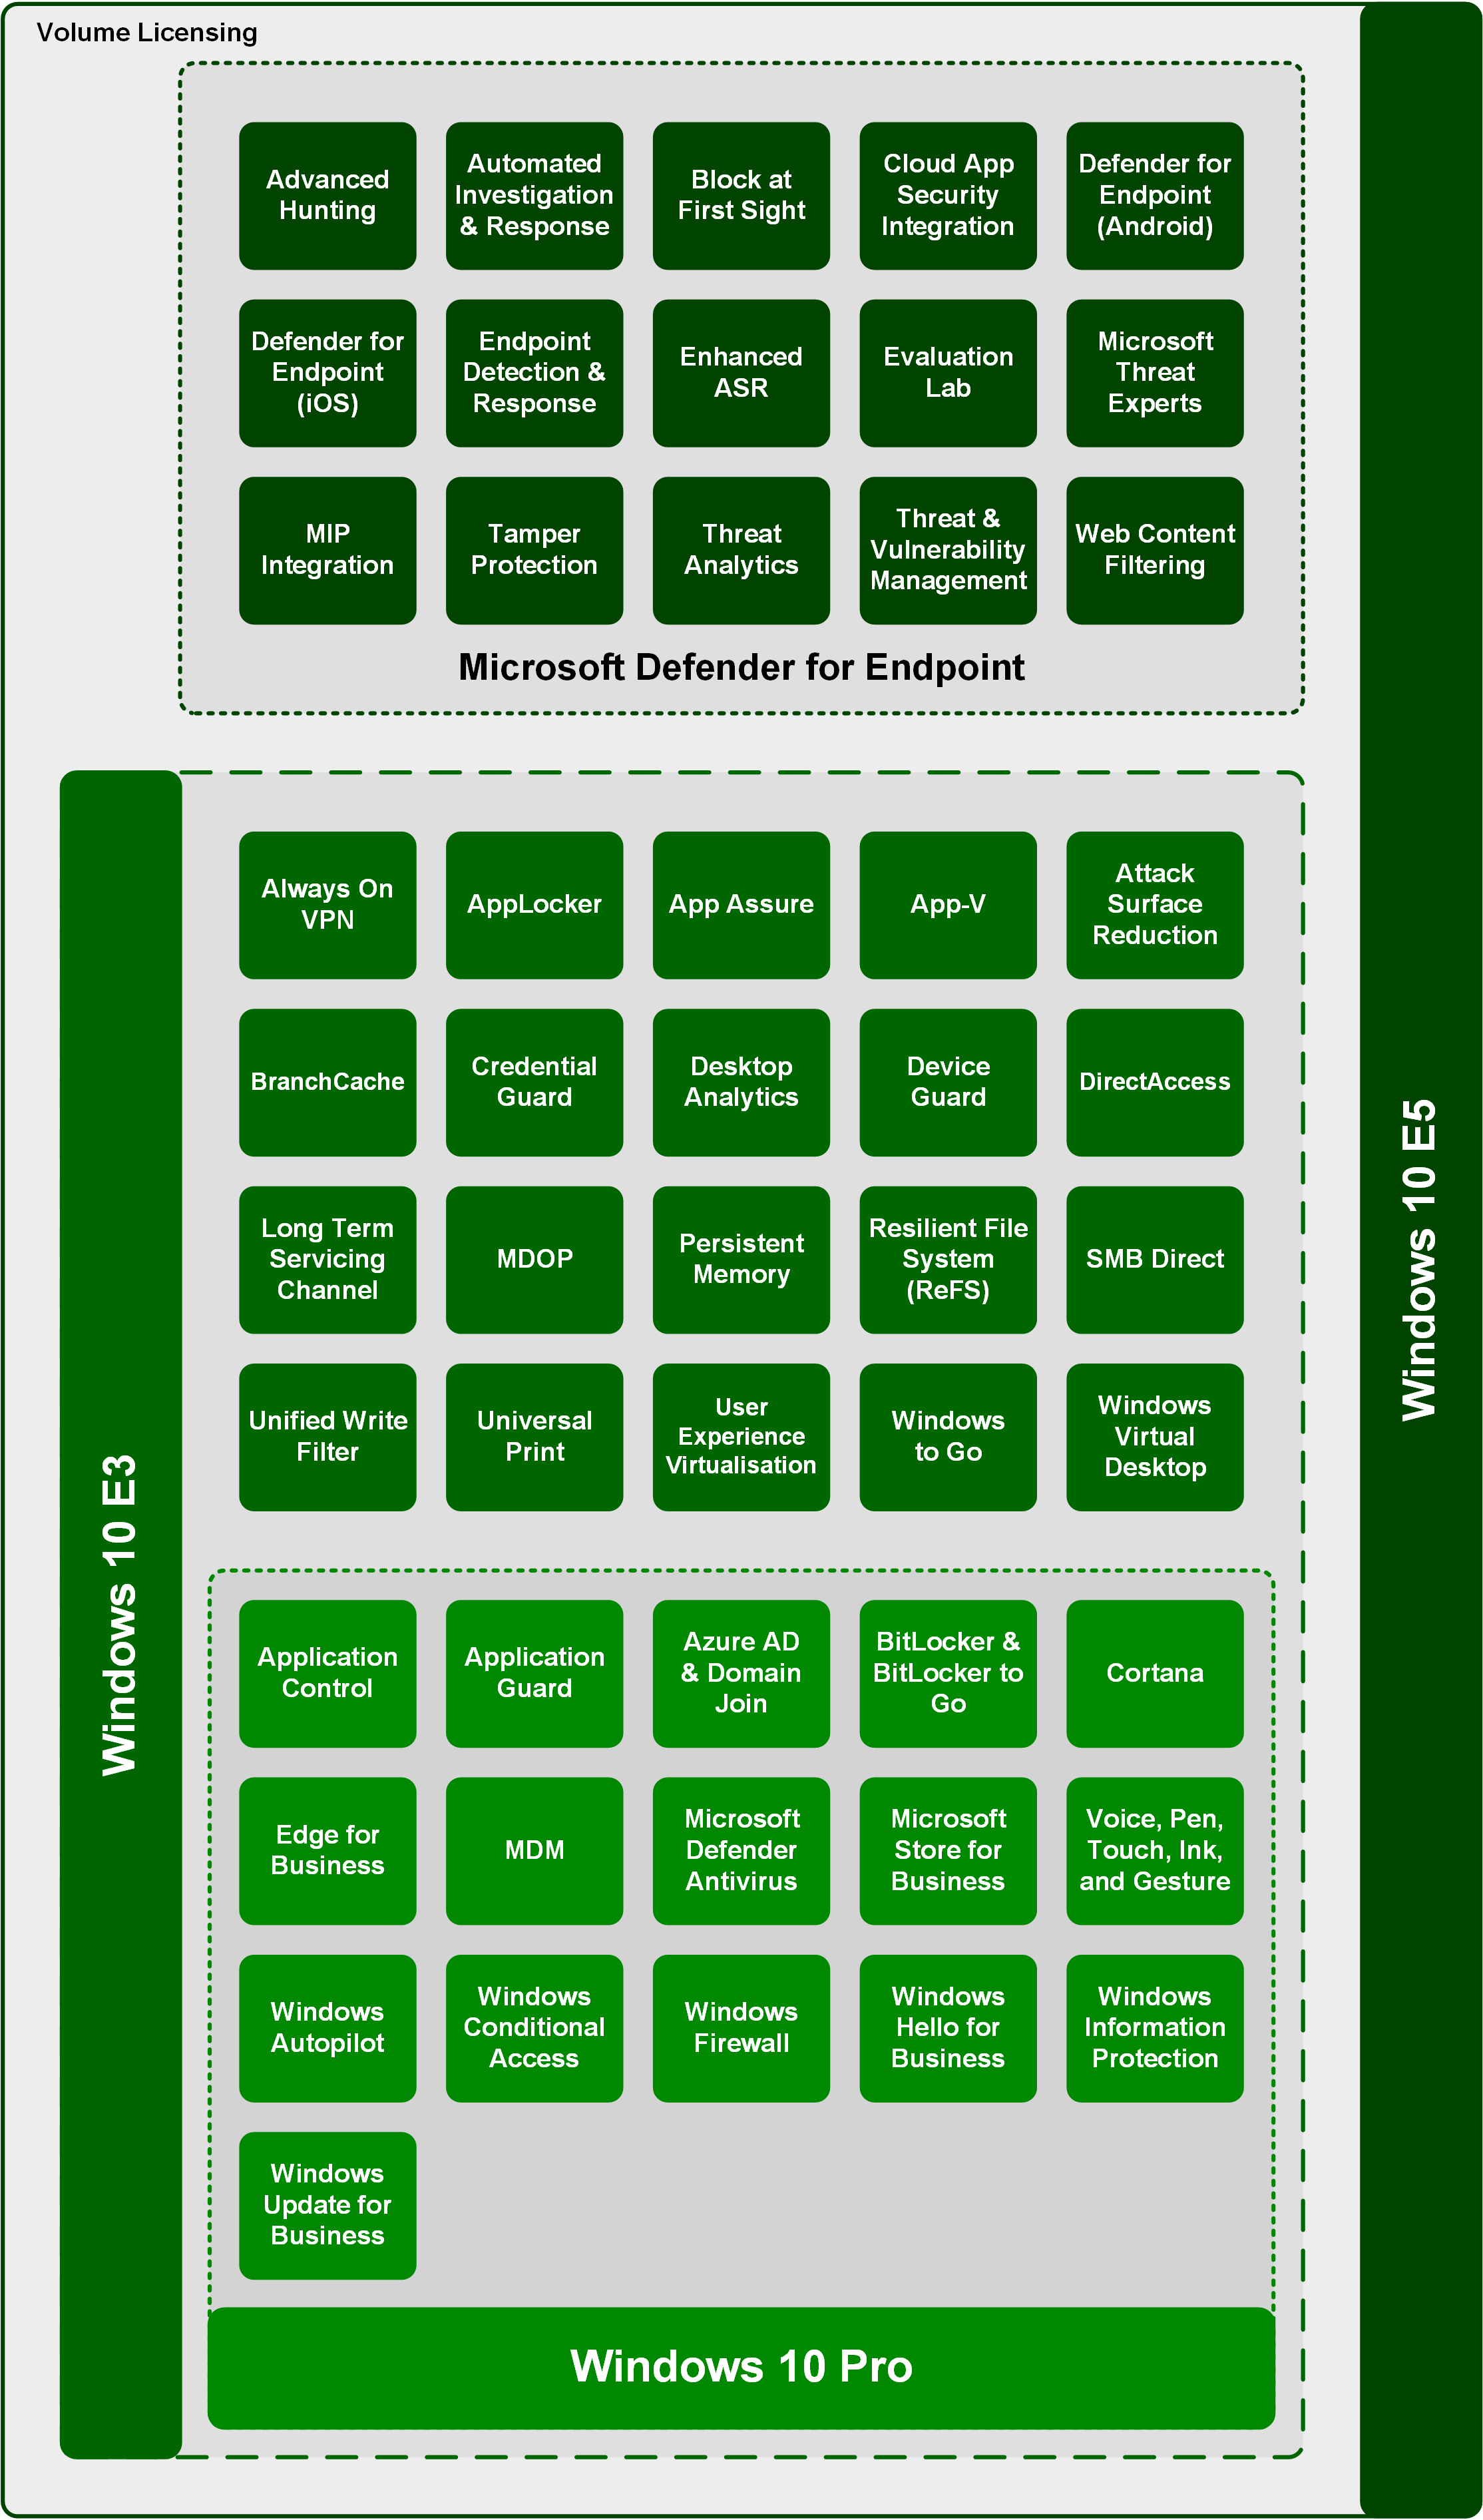 Volume Licensing
Advanced
Hunting
Automated
Investigation
& Response
Block at
First Sight
Cloud App
Security
Integration
Defender for
Endpoint
(Android)
Defender for
Endpoint
(iOS)
Endpoint
Detection &
Response
Enhanced
ASR
Evaluation
Lab
Microsoft
Threat
Experts
MIP
Integration
Tamper
Protection
Threat
Analytics
Threat &
Vulnerability
Management
Web Content
Filtering
Microsoft Defender for Endpoint
Always On
VPN
AppLocker
App Assure
App-V
Attack
Surface
Reduction
BranchCache
Credential
Guard
Desktop
Analytics
Device
Guard
DirectAccess
Long Term
Servicing
Channel
MDOP
Persistent
Memory
Resilient File
System
(ReFS)
SMB Direct
Unified Write
Filter
Universal
Print
User
Experience
Virtualisation
Windows
to Go
Windows
Virtual
Desktop
Application
Control
Application
Guard
Azure AD
& Domain
Join
BitLocker &
BitLocker to
Go
Cortana
Edge for
Business
MDM
Microsoft
Defender
Antivirus
Microsoft
Store for
Business
Voice, Pen,
Touch, Ink,
and Gesture
Windows
Autopilot
Windows
Conditional
Access
Windows
Firewall
Windows
Hello for
Business
Windows
Information
Protection
Windows
Update for
Business
Windows 10 Pro
Windows 10 E3
Windows 10 E5